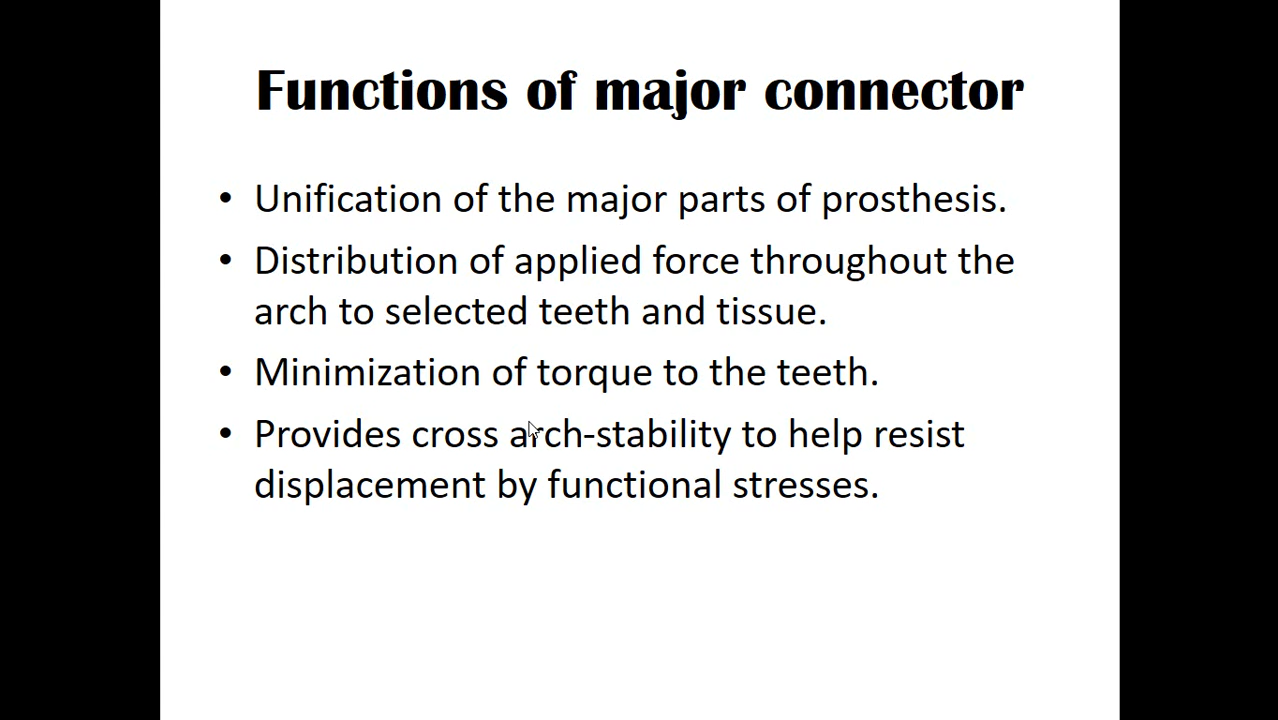 Functions of major connector
• Unification of the major parts of prosthesis.
• Distribution of applied force throughout the
arch to selected teeth and tissue.
• Minimization of torque to the teeth.
• Provides cross arch-stability to help resist
displacement by functional stresses.